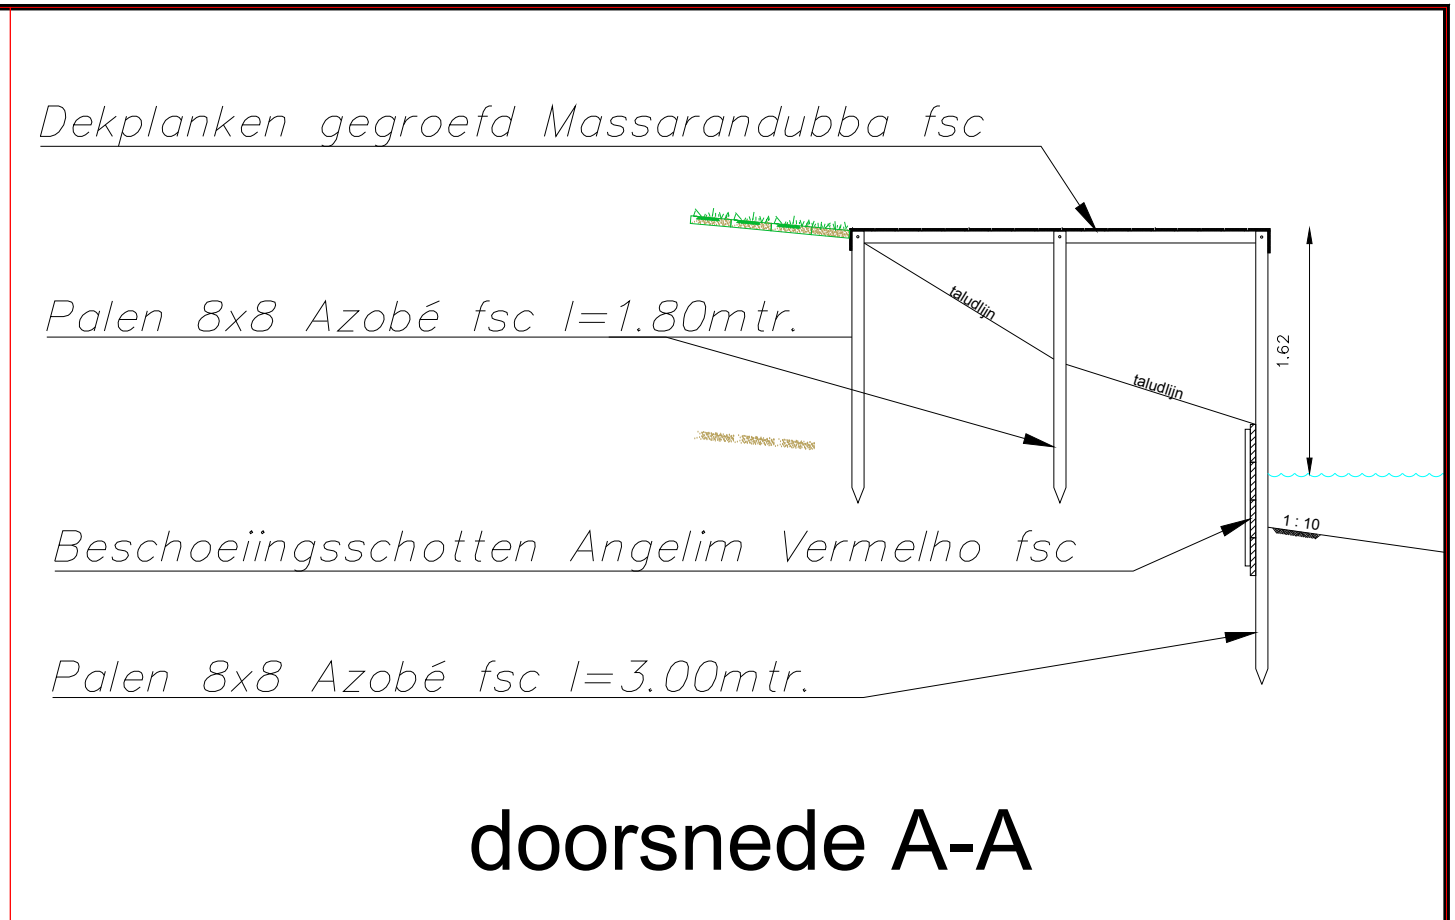 Dekplanken gegroefd Massarandubba fsc
taludlijn
Palen 8x8 Azobé fsc l=1.80mtr.
1.62
taludlijn
1 : 10
Beschoeiingsschotten Angelim Vermelho fsc
Palen 8x8 Azobé fsc l=3.00mtr.
doorsnede A-A